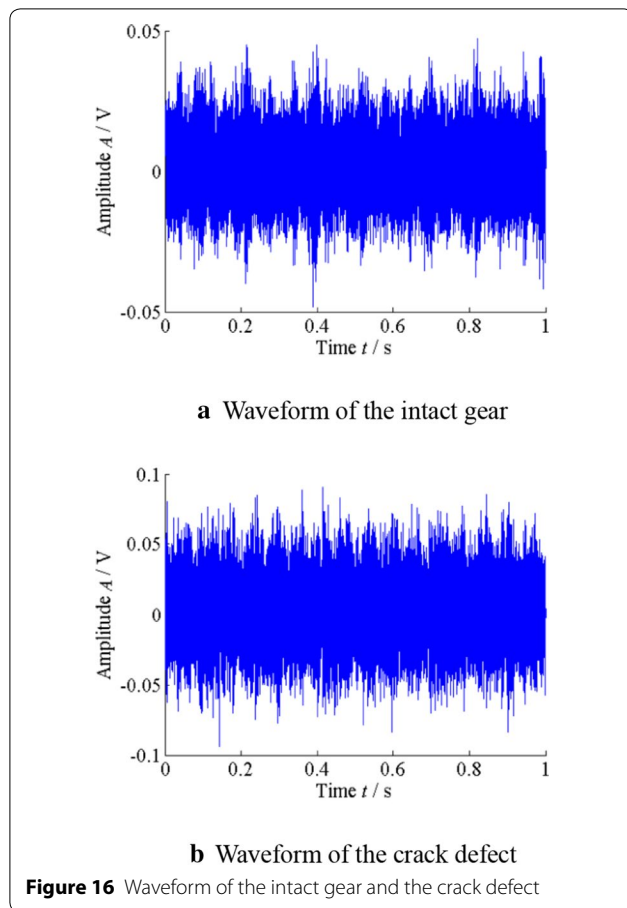 0.05
Amplitude A / V
0
-0.05
0 0.2 0.4 0.6 0.8 1
Time t / s
a Waveform of the intact gear
0.1
0.05
Amplitude A / V
0
-0.05
-0.1
0 0.2 0.4 0.6 0.8 1
Time t / s
b Waveform of the crack defect
Figure 16 Waveform of the intact gear and the crack defect